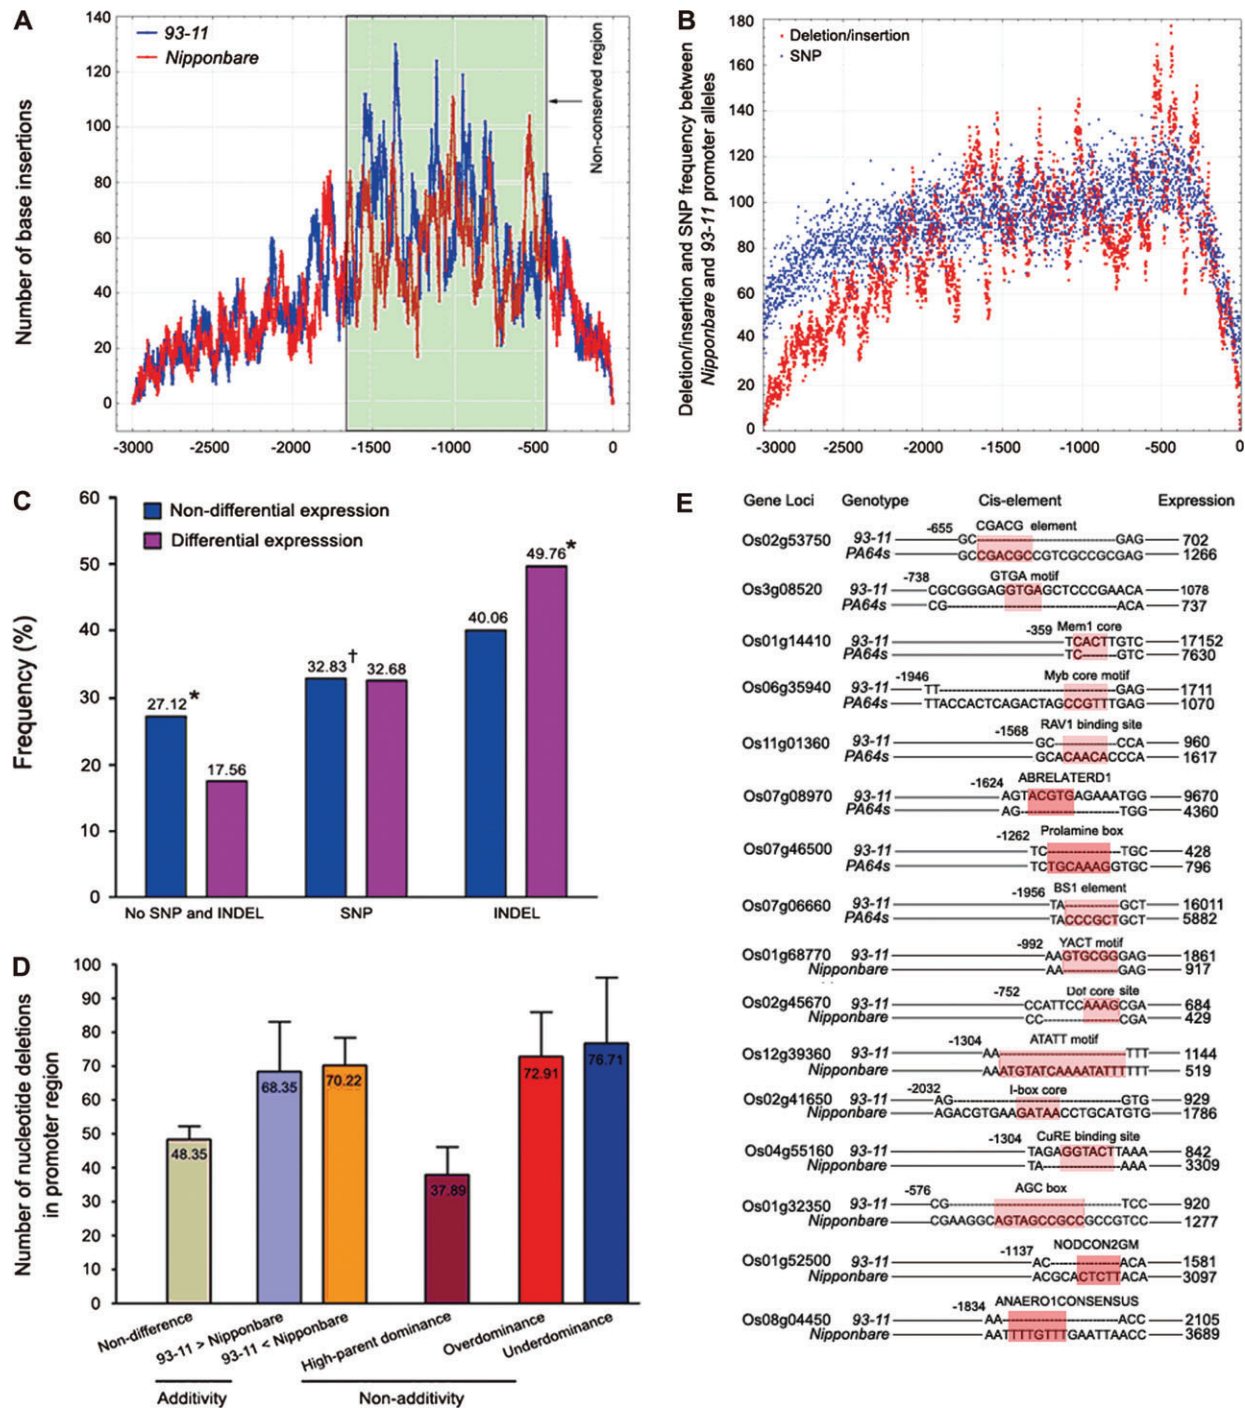 A
93-11
Nipponbare
Non-conserved region
Number of base insertions
140
120
100
80
60
40
20
0
-3000 -2500 -2000 -1500 -1000 -500 0
B
Deletion/insertion
SNP
Deletion/insertion and SNP frequency between
Nipponbare and 93-11 promoter alleles
180
160
140
120
100
80
60
40
20
0
-3000 -2500 -2000 -1500 -1000 -500 0
C
Non-differential expression
Differential expresssion
Frequency (%)
60
50
40
30
20
10
0
27.12 *
17.56
32.83 †
32.68
40.06
49.76 *
No SNP and INDEL SNP INDEL
D
Number of nucleotide deletions
in promoter region
100
90
80
70
60
50
40
30
20
10
0
48.35
68.35
70.22
37.89
72.91
76.71
Non-difference
93-11 > Nipponbare
93-11 < Nipponbare
High-parent dominance
Overdominance
Underdominance
Additivity
Non-additivity
E
Gene Loci Genotype Cis-element Expression
-655 CGACG element
Os02g53750 93-11 GC GAG 702
PA64s GCCGACGCCGTCGCCGCGAG 1266
-738 GTGA motif
Os3g08520 93-11 CGCGGGAGGTGAGCTCCCGAACA 1078
PA64s CG ACA 737
-359 Mem1 core
Os01g14410 93-11 TCACTTGTC 17152
PA64s TC GTC 7630
-1946 Myb core motif
Os06g35940 93-11 TT GAG 1711
PA64s TTACCACTCAGACTAGCCGTTTGAG 1070
-1568 RAV1 binding site
Os11g01360 93-11 GC CCA 960
PA64s GCACAACACCCA 1617
-1624 ABRELATERD1
Os07g08970 93-11 AGTACGTGAGAAATGG 9670
PA64s AG TGG 4360
-1262 Prolamine box
Os07g46500 93-11 TC TGC 428
PA64s TCTGCAAAGGTGC 796
-1956 BS1 element
Os07g06660 93-11 TA GCT 16011
PA64s TACCCGCTGCT 5882
-992 YACT motif
Os01g68770 93-11 AAGTGCGGGAG 1861
Nipponbare AA GAG 917
-752 Dof core site
Os02g45670 93-11 CCATTCCAAAGCGA 684
Nipponbare CC CGA 429
-1304 ATATT motif
Os12g39360 93-11 AA TTT 1144
Nipponbare AAATGTATCAAAATATTTTTT 519
-2032 I-box core
Os02g41650 93-11 AG GTG 929
Nipponbare AGACGTGAAGATAACCTGCATGTG 1786
-1304 CuRE binding site
Os04g55160 93-11 TAGAGGTACTTAAA 842
Nipponbare TA AAA 3309
-576 AGC box
Os01g32350 93-11 CG TCC 920
Nipponbare CGAAGGCAGTAGCCGCCGCCGTCC 1277
-1137 NODCON2GM
Os01g52500 93-11 AC ACA 1581
Nipponbare ACGCACTCTTACA 3097
-1834 ANAERO1CONSENSUS
Os08g04450 93-11 AA ACC 2105
Nipponbare AATTTTGTTTGAATTAACC 3689